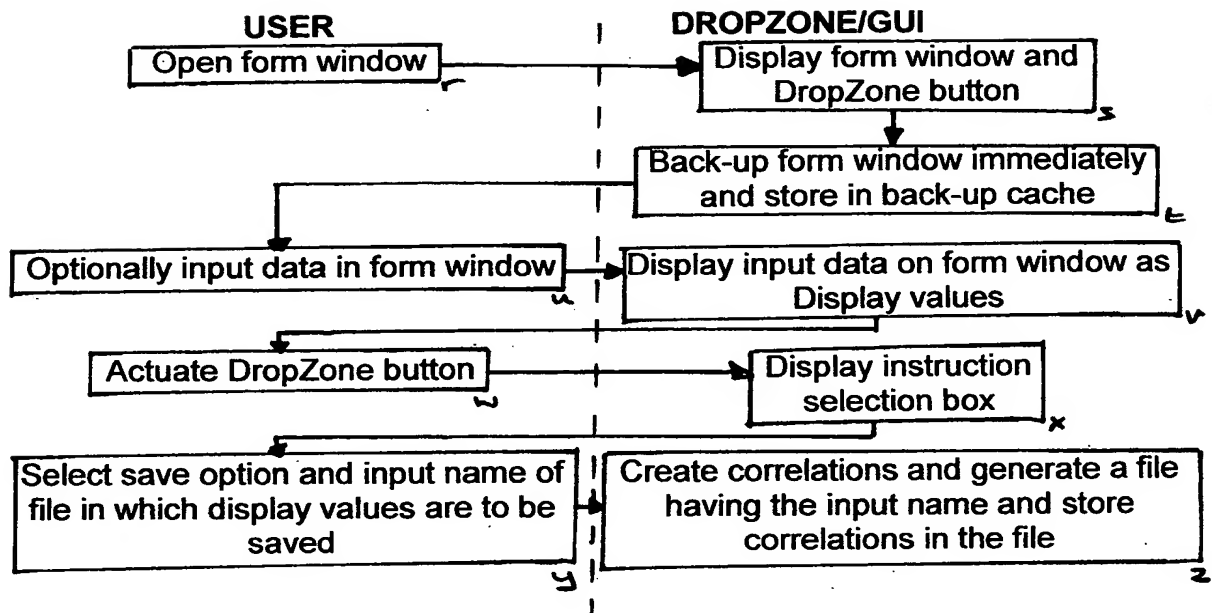 USER
DROPZONE/GUI
Open form window
r
Display form window and
DropZone button
s
Back-up form window immediately
and store in back-up cache
t
Optionally input data in form window
Display input data on form window as
Display values
v
Actuate DropZone button
Display instruction
selection box
x
Select save option and input name of
file in which display values are to be
saved
y
Create correlations and generate a file
having the input name and store
correlations in the file
z